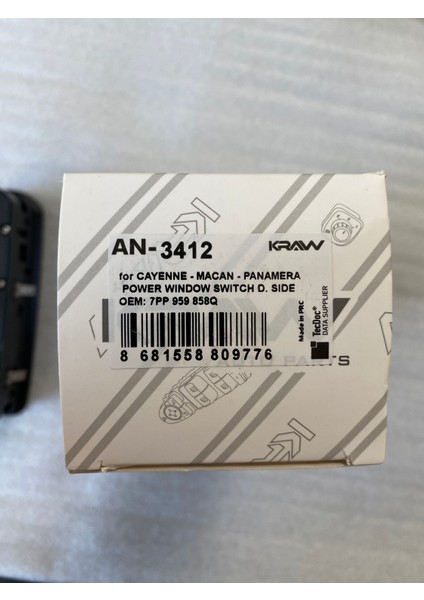 AN-3412
KRAW
for CAYENNE - MACAN - PANAMERA
POWER WINDOW SWITCH D. SIDE
OEM: 7PP 959 858Q
8 681558 809776
Made in PRC
TecDoc®
DATA SUPPLIER
PARTS